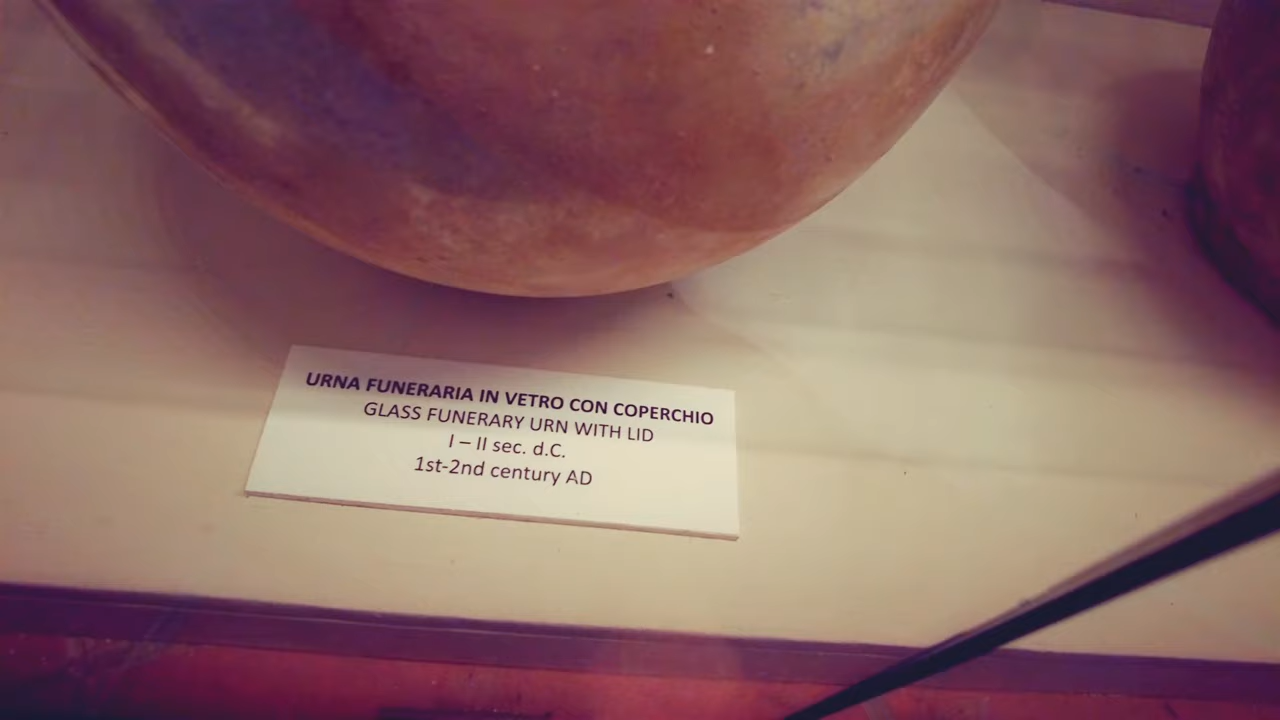 URNA FUNERARIA IN VETRO CON COPERCHIO
GLASS FUNERARY URN WITH LID
I – II sec. d.C.
1st-2nd century AD